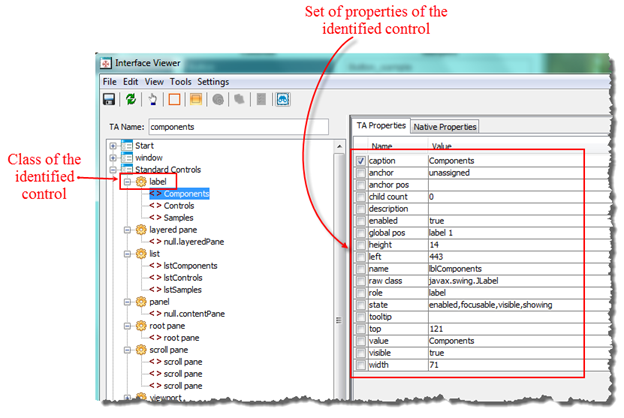 Set of properties of the
identified control
Interface Viewer
File Edit View Tools Settings
TA Name: components
TA Properties Native Properties
Name Value
Class of the
identified
control
Start
window
Standard Controls
label
<> Components
<> Controls
<> Samples
layered pane
<> null.layeredPane
list
<> lstComponents
<> lstControls
<> lstSamples
panel
<> null.contentPane
root pane
<> root pane
scroll pane
<> scroll pane
<> scroll pane
<> scroll pane
viewport
caption Components
anchor unassigned
anchor pos
child count 0
description
enabled true
global pos label 1
height 14
left 443
name lblComponents
raw class javax.swing.JLabel
role label
state enabled,focusable,visible,showing
tooltip
top 121
value Components
visible true
width 71